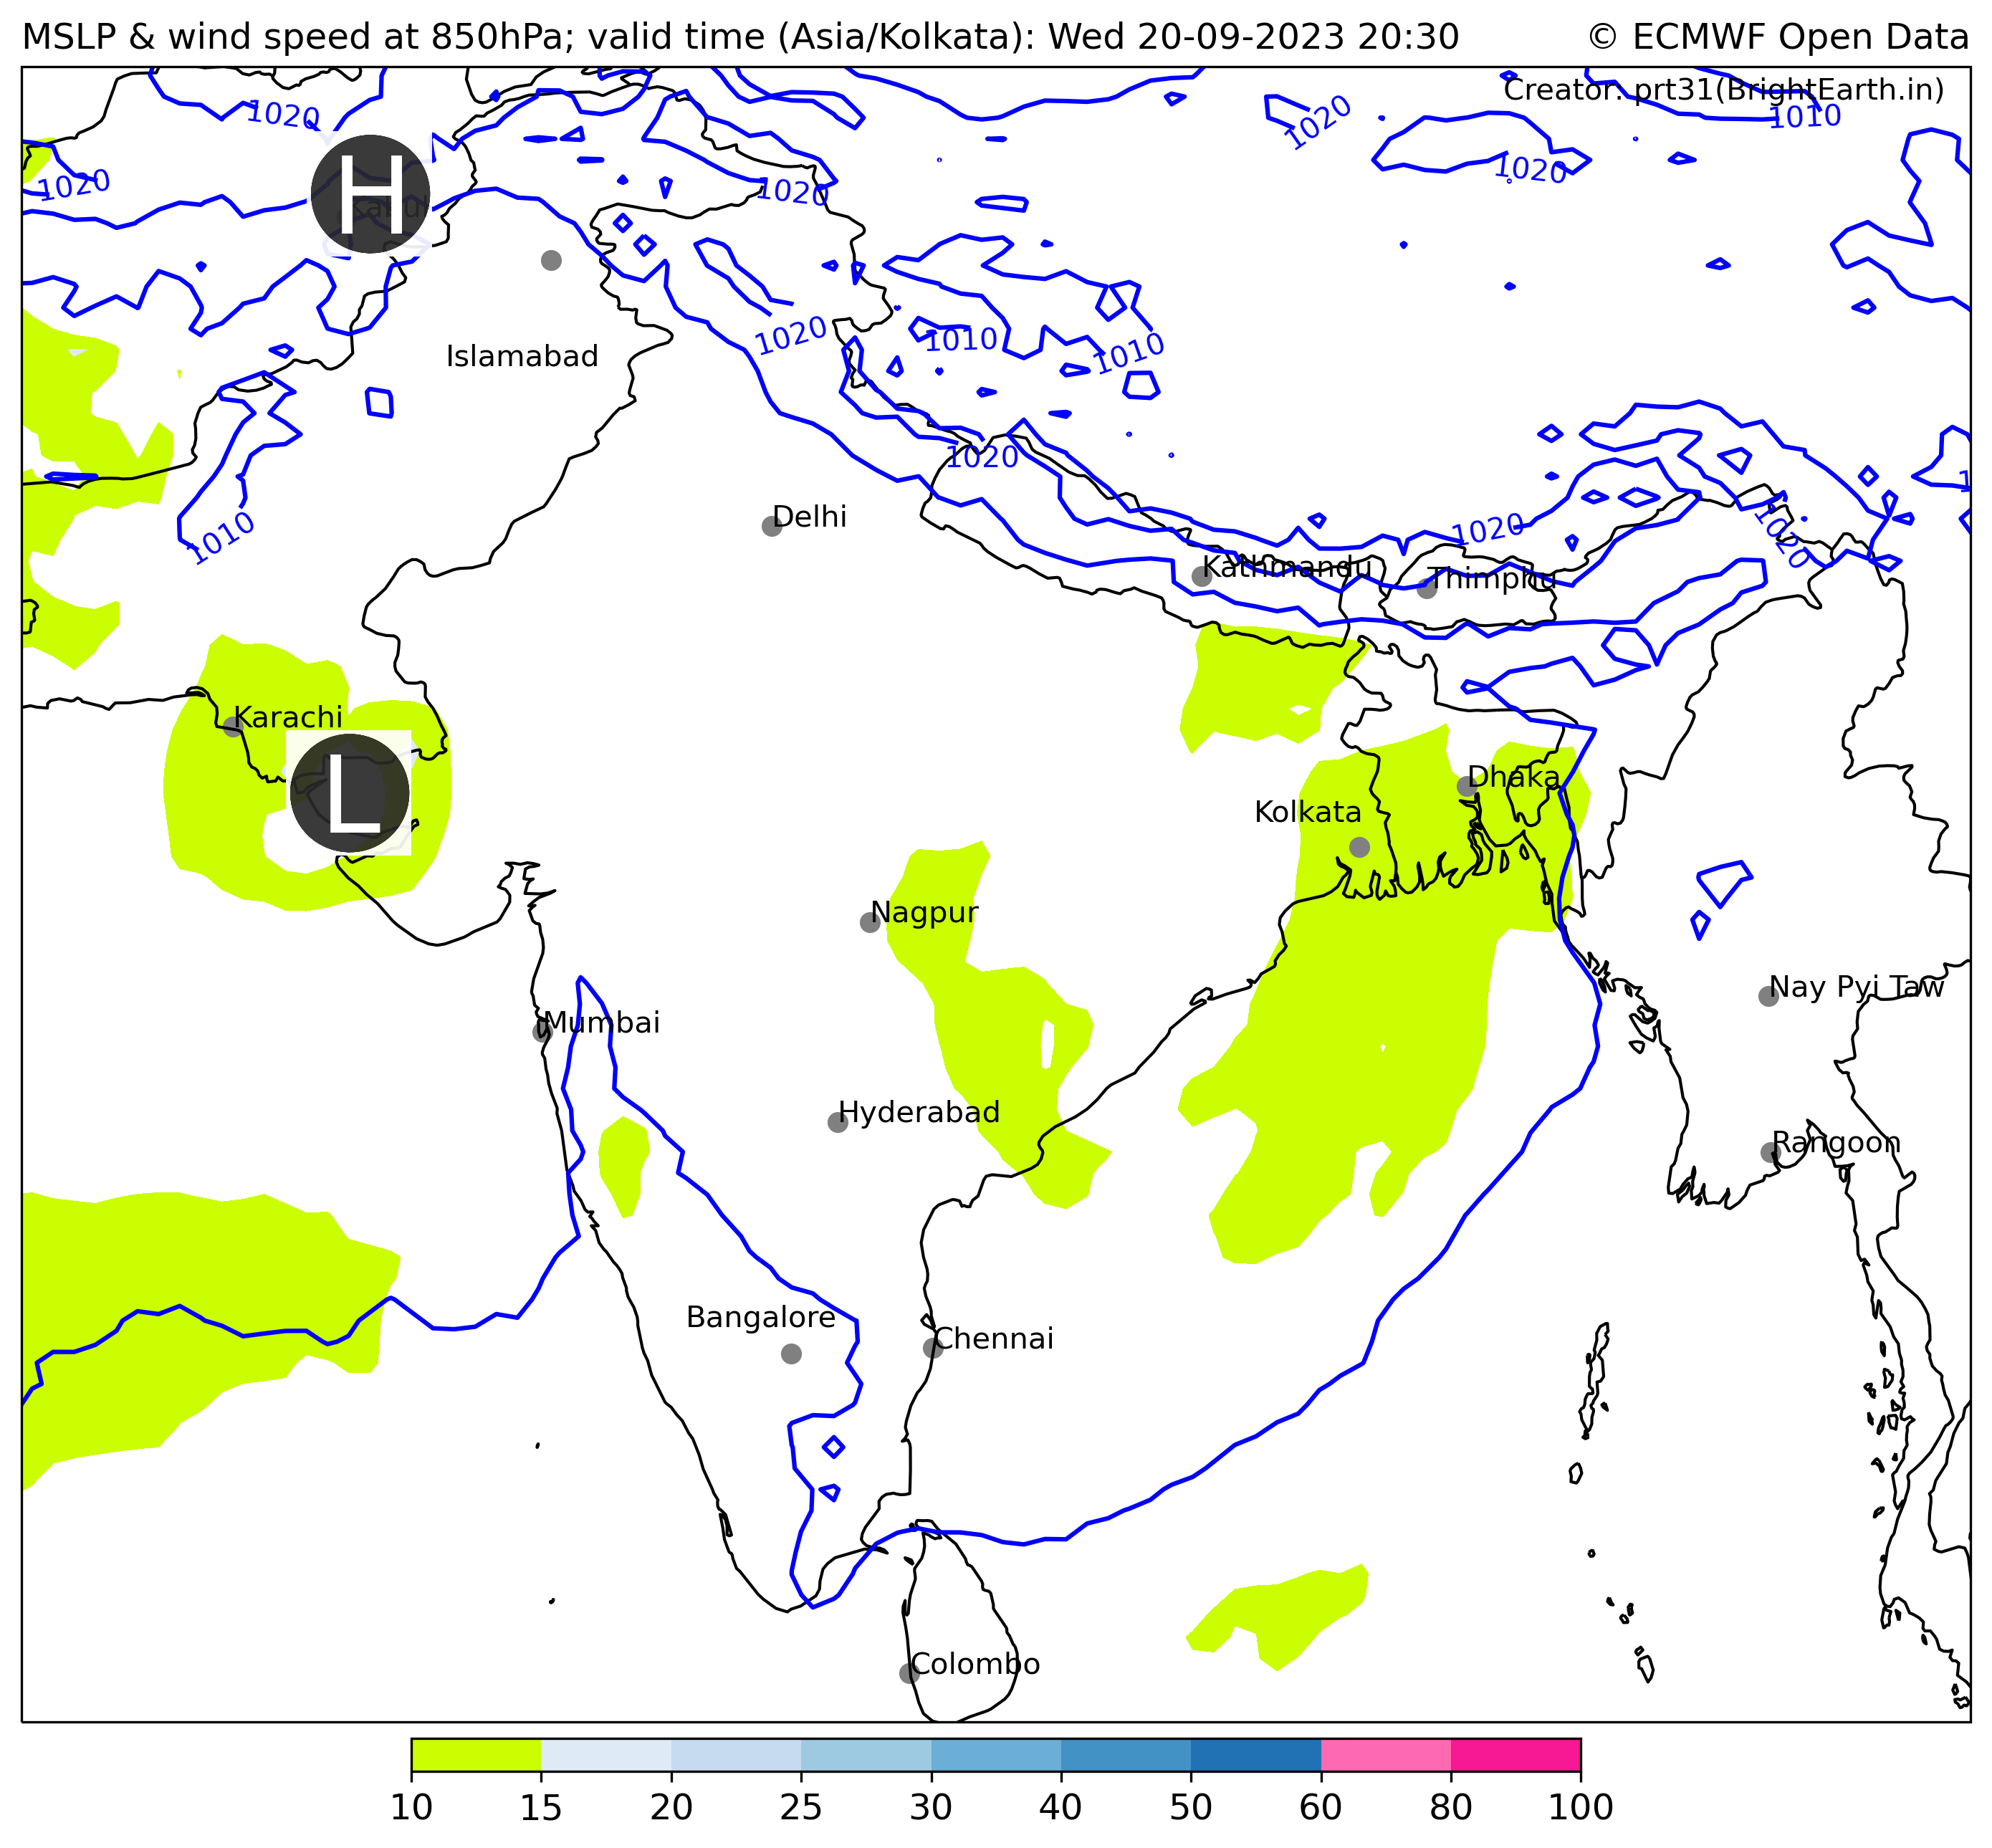 MSLP & wind speed at 850hPa; valid time (Asia/Kolkata): Wed 20-09-2023 20:30
© ECMWF Open Data
Creator: prt31(BrightEarth.in)
1020
1020
1010
1020
1020
H
Kabul
1020
1020
1010
1010
Islamabad
1020
1010
Delhi
1020
1020
Kathmandu
Thimphu
Karachi
L
Dhaka
Kolkata
Nagpur
Nay Pyi Taw
Mumbai
Hyderabad
Rangoon
Bangalore
Chennai
Colombo
10 15 20 25 30 40 50 60 80 100